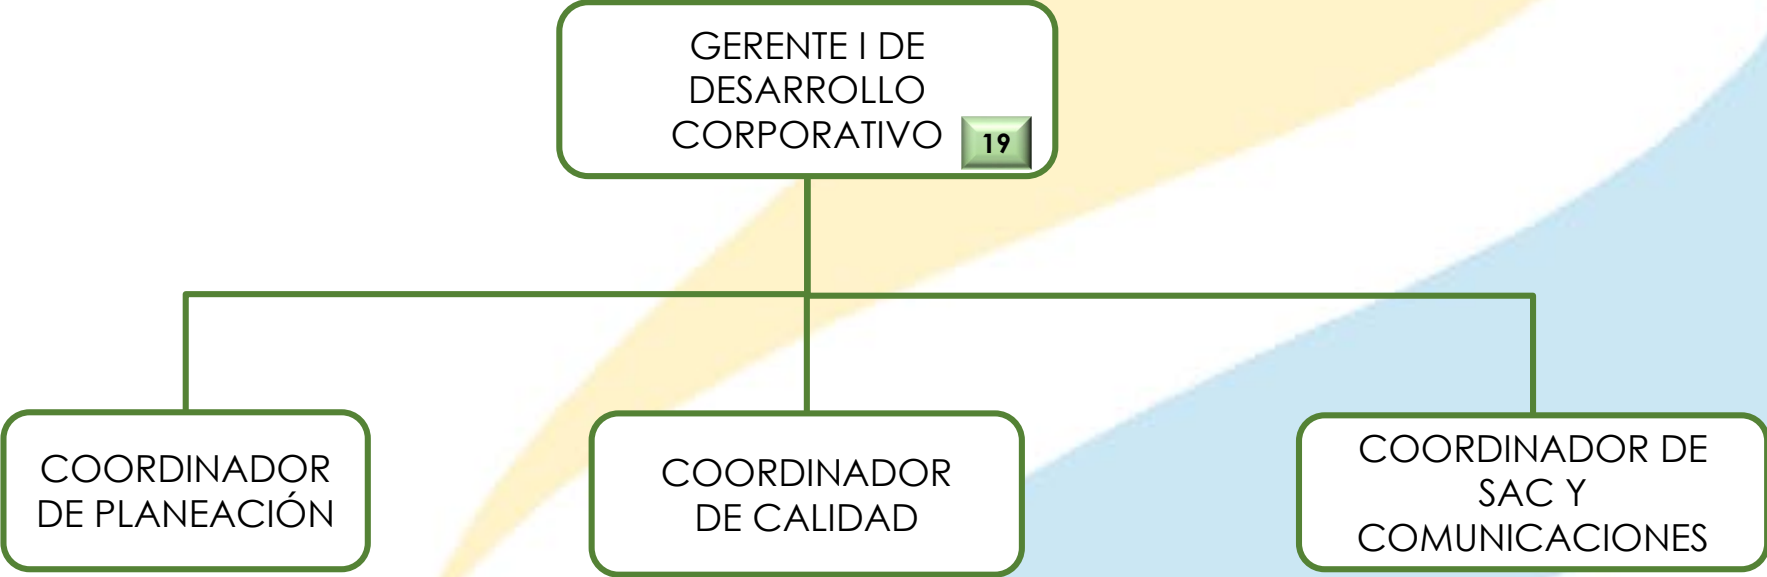 GERENTE I DE
DESARROLLO
CORPORATIVO
19
COORDINADOR
DE PLANEACIÓN
COORDINADOR
DE CALIDAD
COORDINADOR DE
SAC Y
COMUNICACIONES